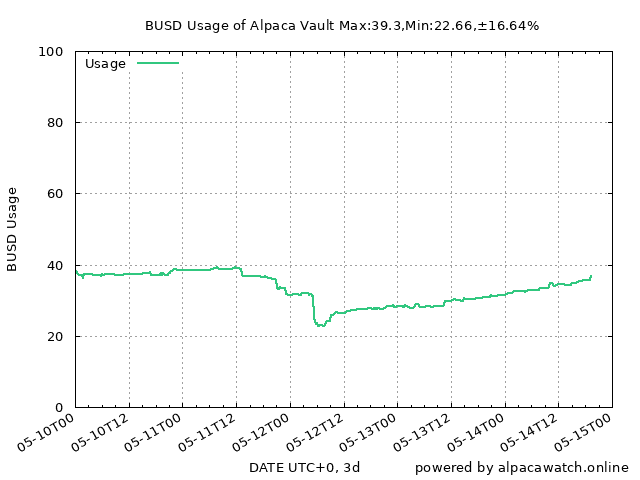 BUSD Usage of Alpaca Vault Max:39.3,Min:22.66,±16.64%
100
Usage
80
60
BUSD Usage
40
20
0
05-10T00 05-10T12 05-11T00 05-11T12 05-12T00 05-12T12 05-13T00 05-13T12 05-14T00 05-14T12 05-15T00
DATE UTC+0, 3d
powered by alpacawatch.online